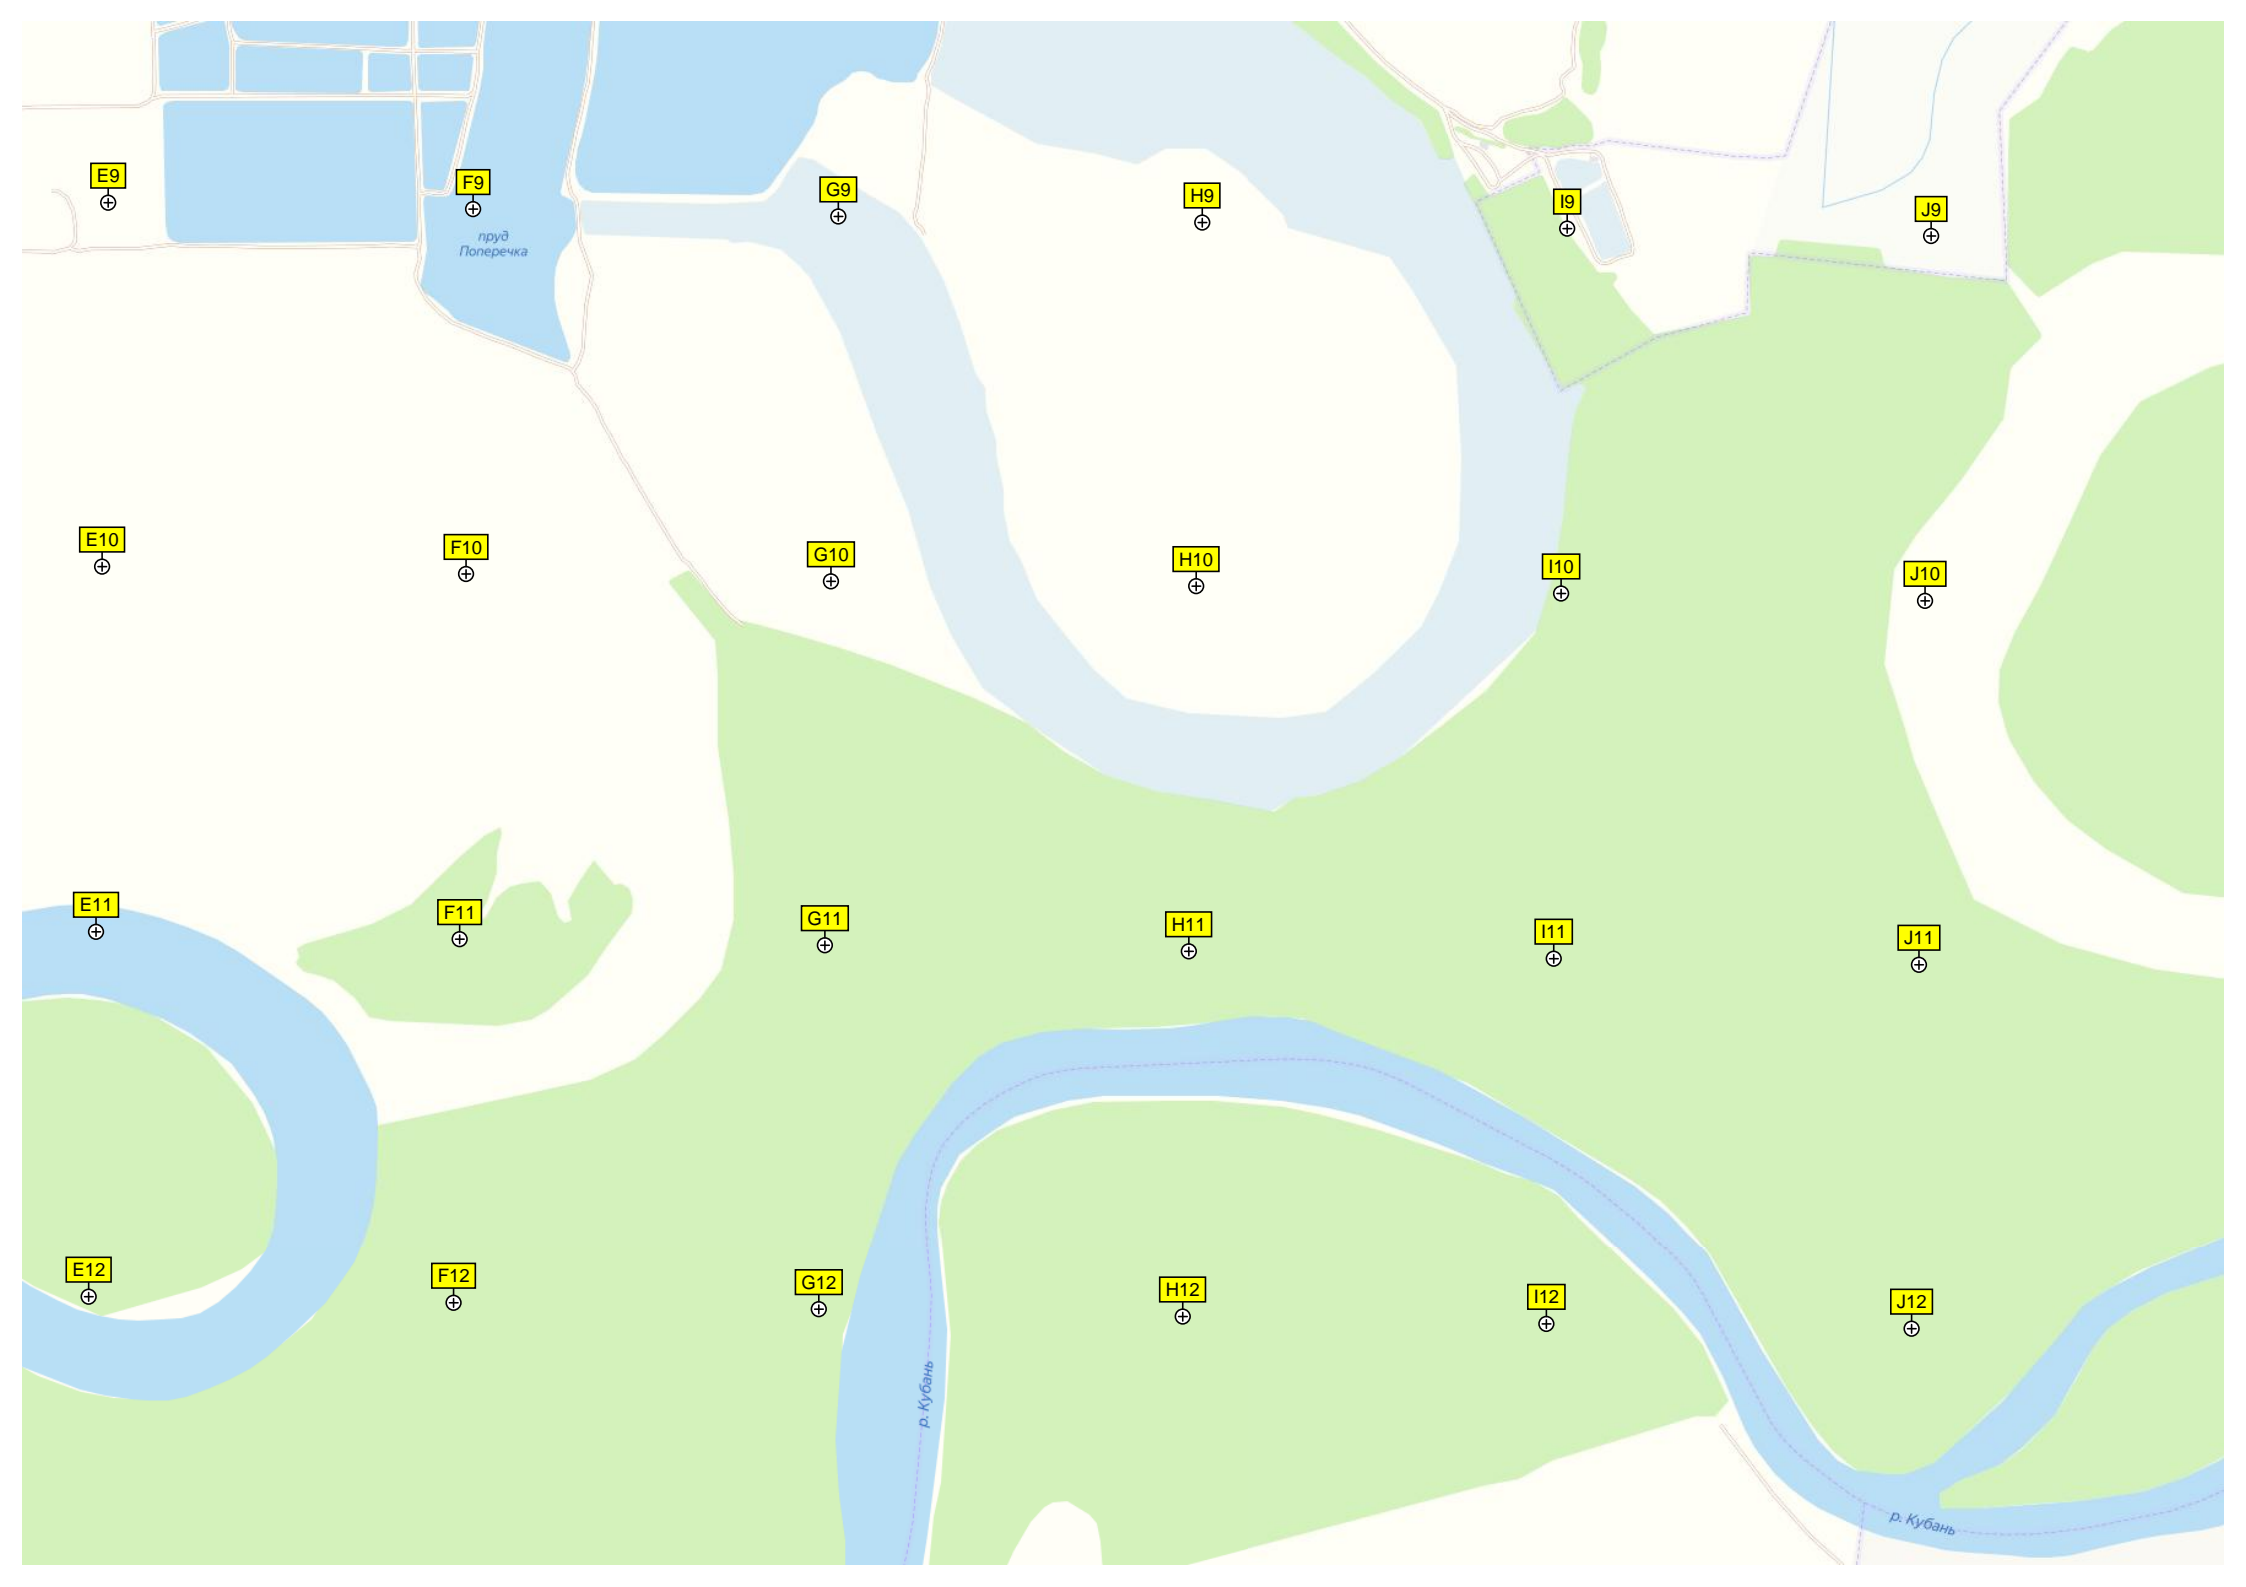 E9
F9
G9
H9
I9
J9
пруд
Поперечка
E10
F10
G10
H10
I10
J10
E11
F11
G11
H11
I11
J11
E12
F12
G12
H12
I12
J12
р. Кубань
р. Кубань